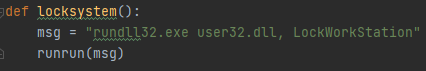 def locksystem():
    msg = "rundll32.exe user32.dll, LockWorkStation"
    runrun(msg)